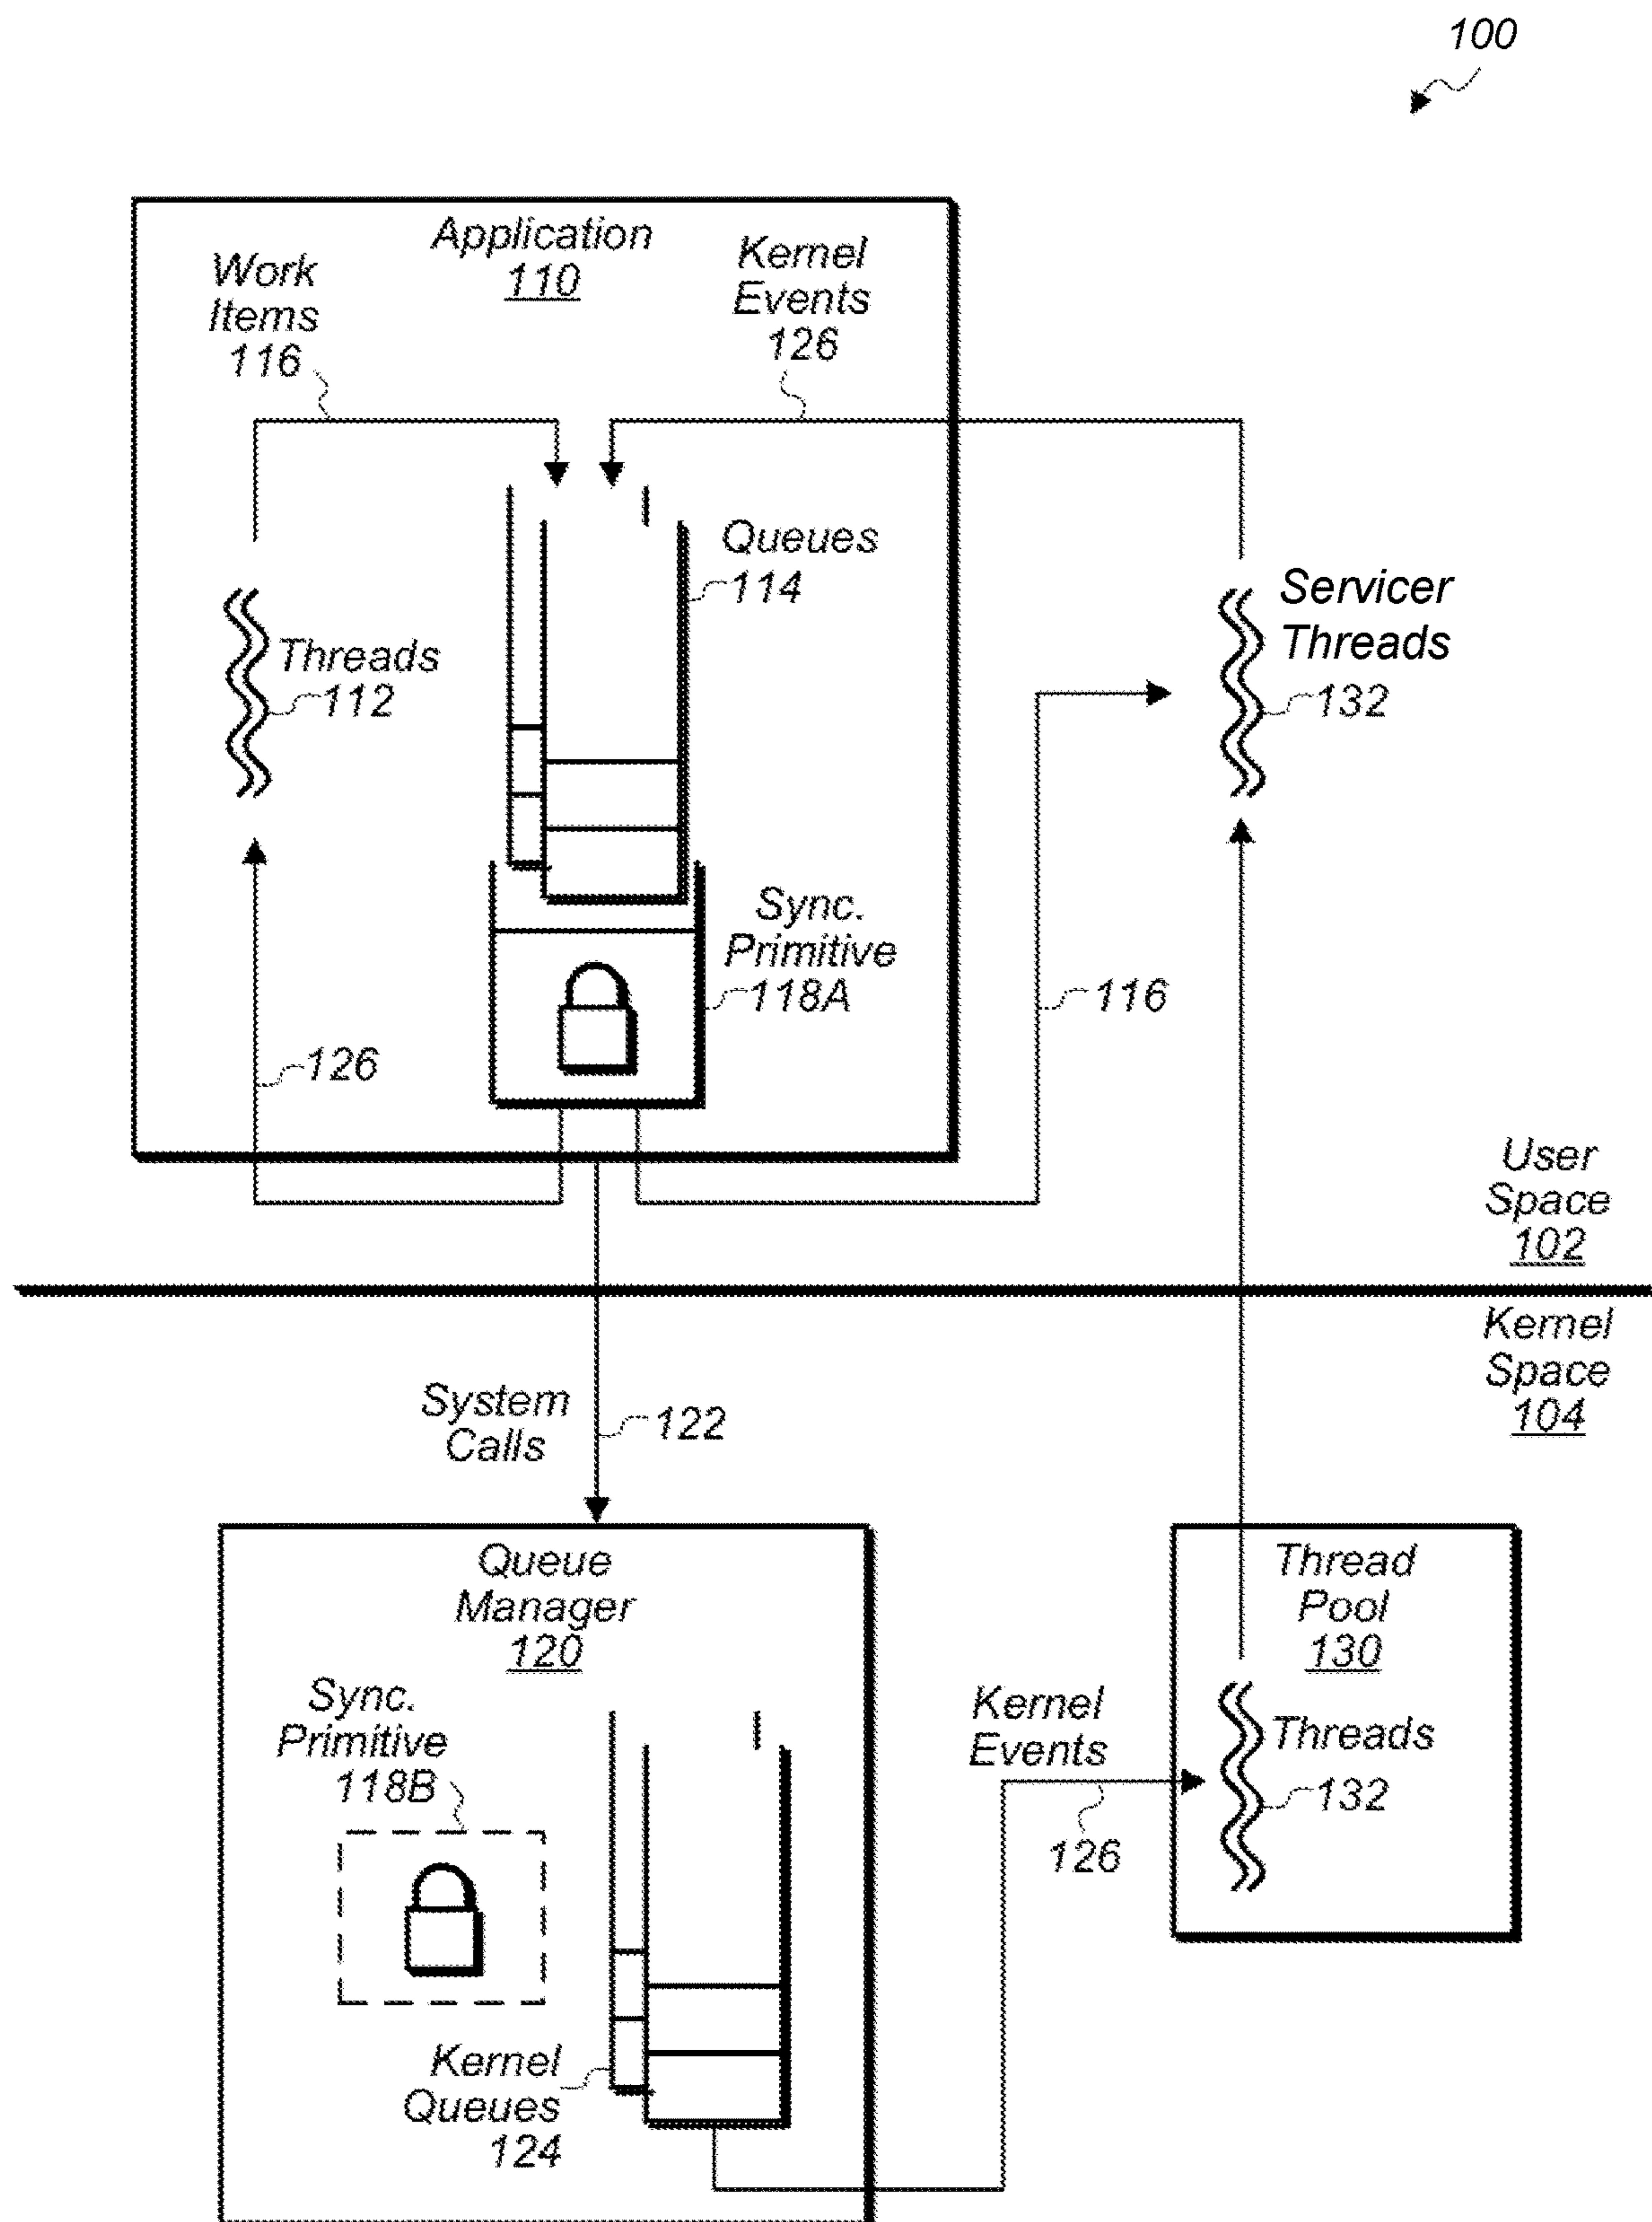 100
Application
110
Work
Items
116
Kernel
Events
126
Queues
114
Threads
112
Servicer
Threads
132
Sync.
Primitive
118A
116
126
User
Space
102
Kernel
Space
104
System
Calls
122
Queue
Manager
120
Thread
Pool
130
Sync.
Primitive
118B
Kernel
Events
126
Threads
132
Kernel
Queues
124